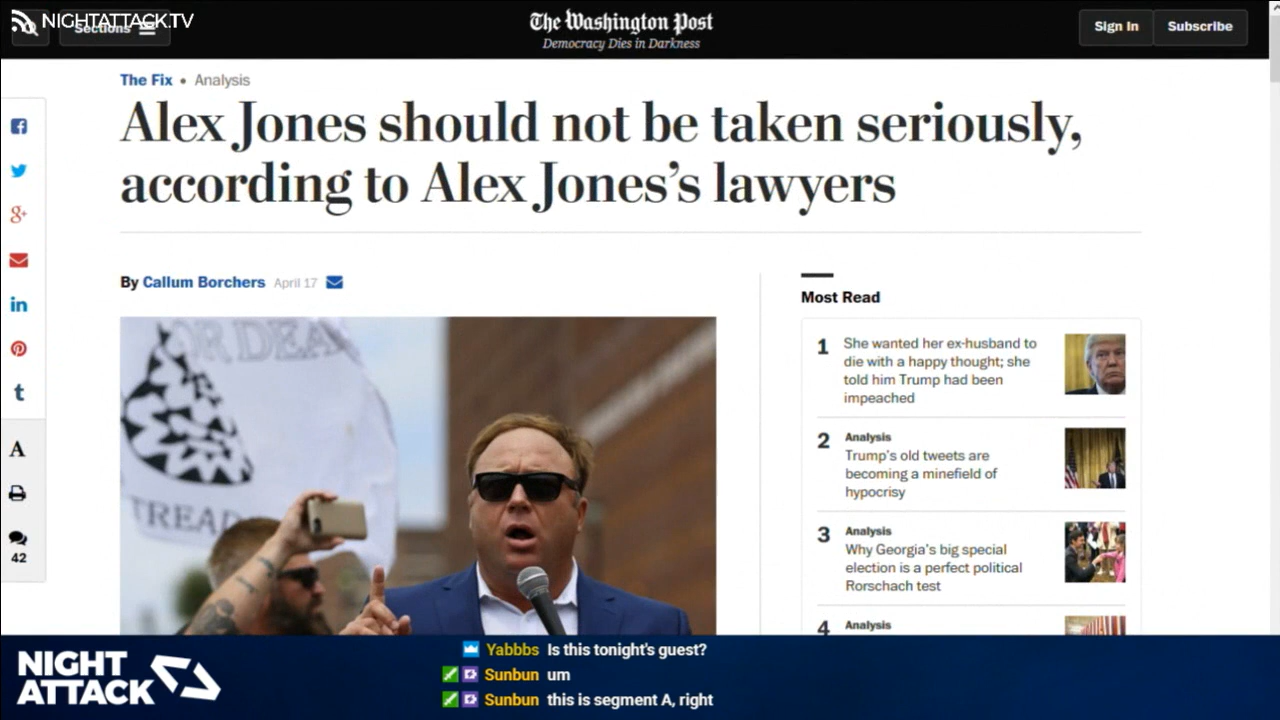 NIGHTATTACK.TV
Sections
The Washington Post
Democracy Dies in Darkness
Sign In
Subscribe
The Fix • Analysis
Alex Jones should not be taken seriously,
according to Alex Jones's lawyers
By Callum Borchers April 17
OR DEA
TREAD
A
42
Most Read
1
She wanted her ex-husband to
die with a happy thought; she
told him Trump had been
impeached
2
Analysis
Trump's old tweets are
becoming a minefield of
hypocrisy
3
Analysis
Why Georgia's big special
election is a perfect political
Rorschach test
4
Analysis
NIGHT
ATTACK
Yabbbs Is this tonight's guest?
Sunbun um
Sunbun this is segment A, right